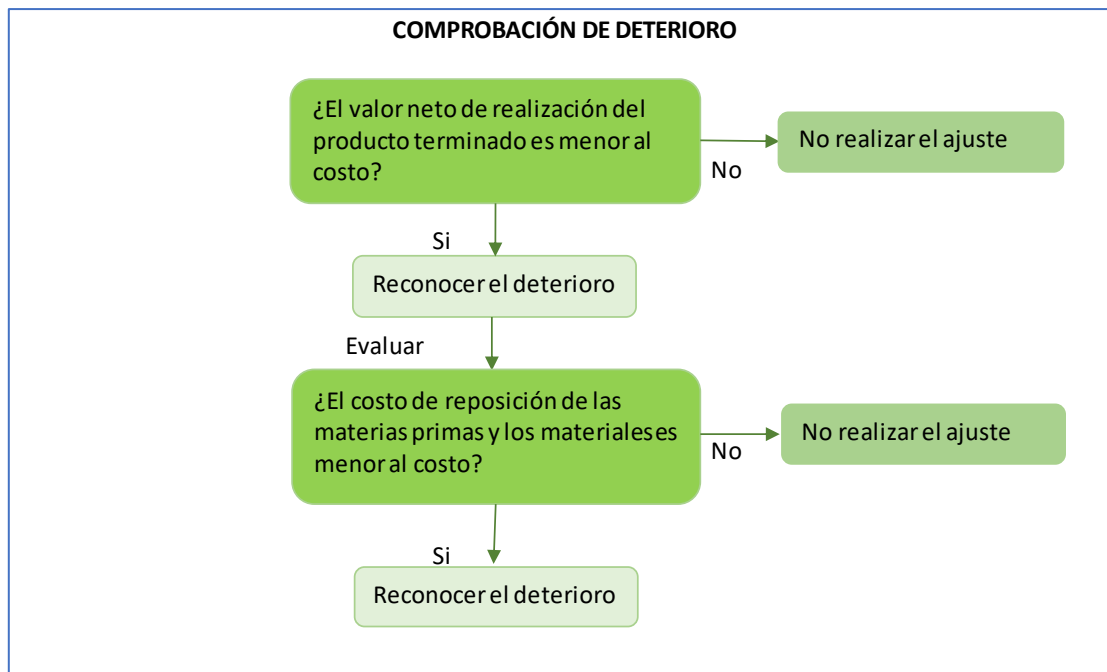 COMPROBACIÓN DE DETERIORO
¿El valor neto de realización del
producto terminado es menor al
costo?
No realizar el ajuste
No
Si
Reconocer el deterioro
Evaluar
¿El costo de reposición de las
materias primas y los materiales es
menor al costo?
No realizar el ajuste
No
Si
Reconocer el deterioro